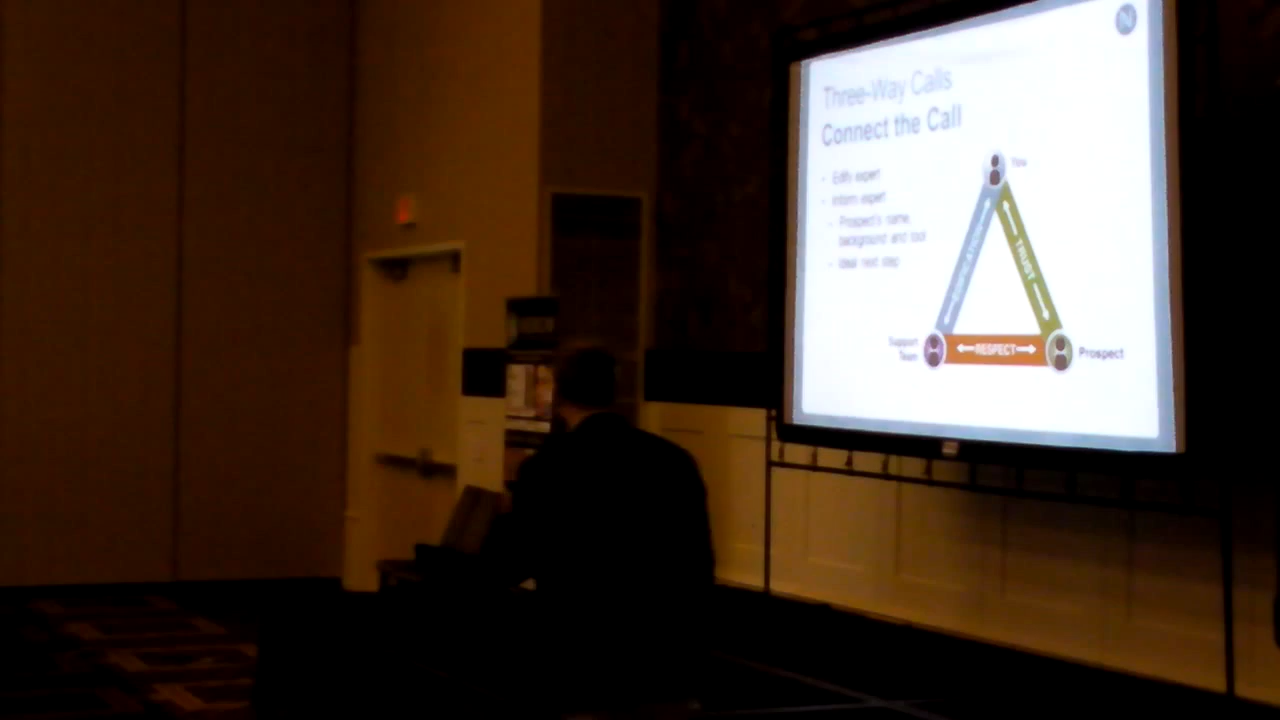 Three-Way Calls
Connect the Call
- Edify expert
- Inform expert
- Prospect's name,
background and tool
- Ideal next step
You
EDIFICATION
TRUST
RESPECT
Support
Team
Prospect
N